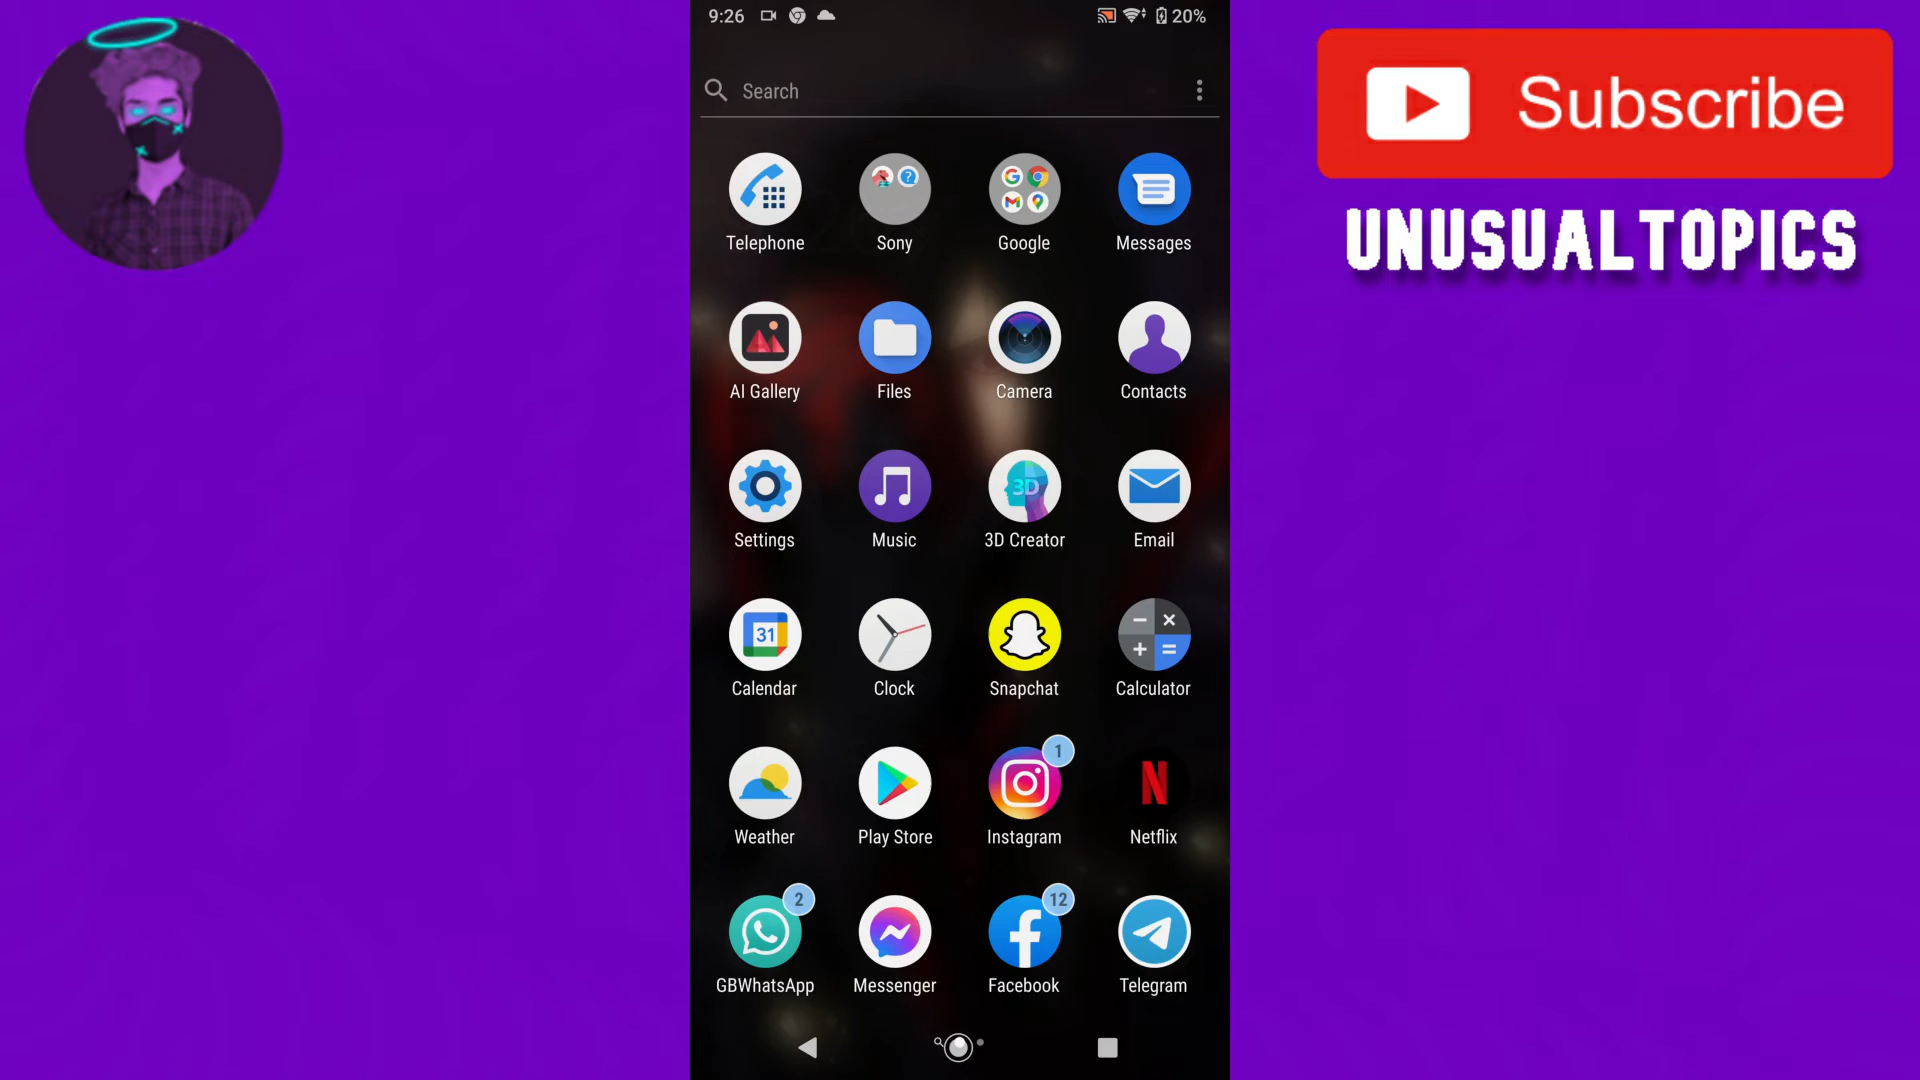 9:26
20%
Search
Telephone
Sony
Google
Messages
AI Gallery
Files
Camera
Contacts
3D
Settings
Music
3D Creator
Email
31
Calendar
Clock
Snapchat
Calculator
1
Weather
Play Store
Instagram
Netflix
2
12
GBWhatsApp
Messenger
Facebook
Telegram
Subscribe
UNUSUALTOPICS